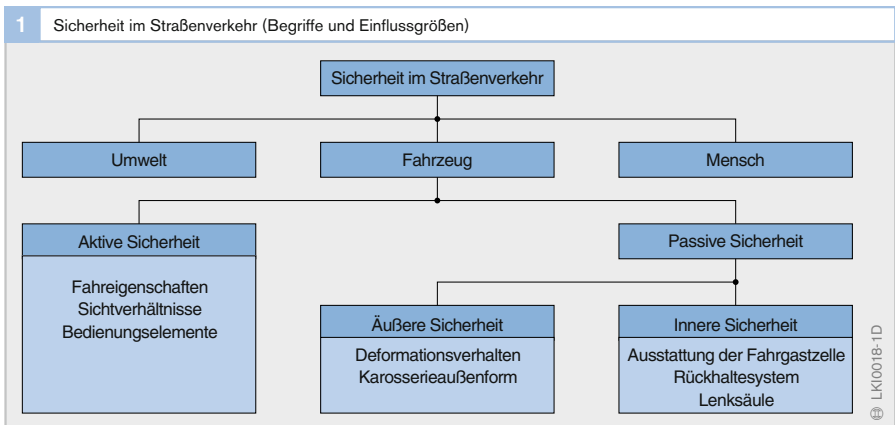 1 Sicherheit im Straßenverkehr (Begriffe und Einflussgrößen)
Sicherheit im Straßenverkehr
Umwelt
Fahrzeug
Mensch
Aktive Sicherheit
Fahreigenschaften
Sichtverhältnisse
Bedienungselemente
Passive Sicherheit
Äußere Sicherheit
Deformationsverhalten
Karosserieaußenform
Innere Sicherheit
Ausstattung der Fahrgastzelle
Rückhaltesystem
Lenksäule
LKI0018-1D